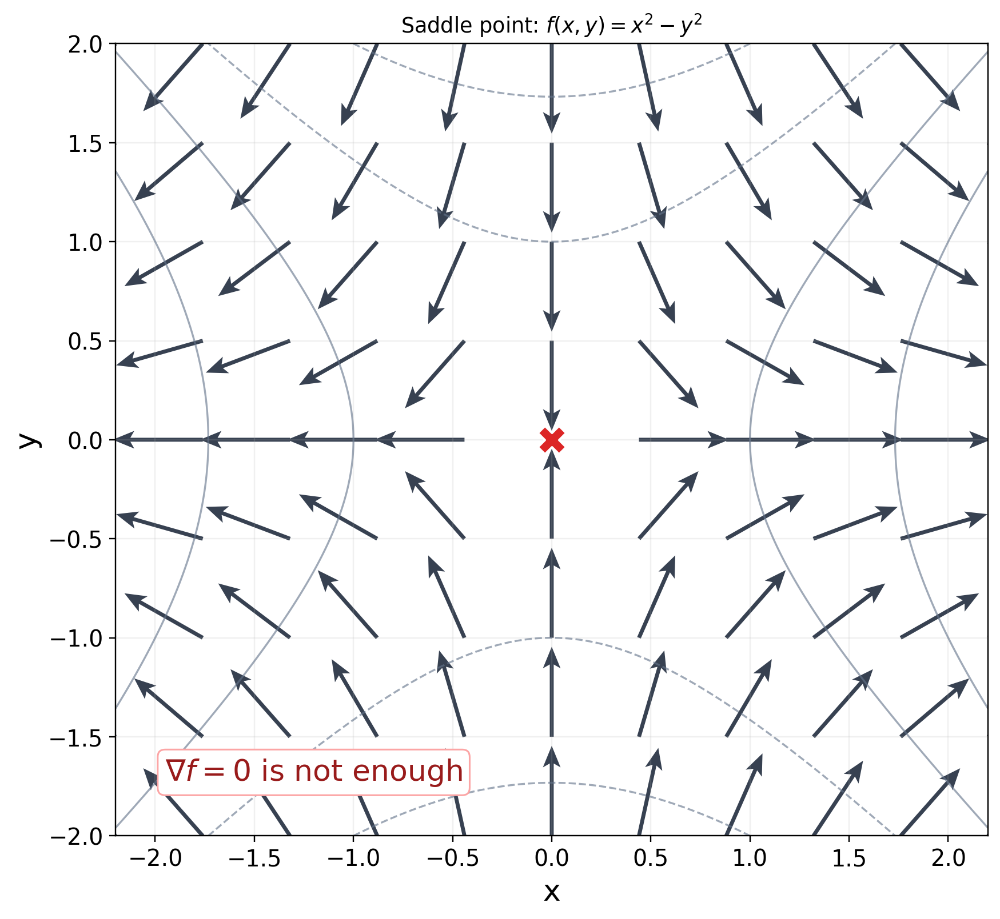 Saddle point: f(x, y) = x² − y²
2.0
1.5
1.0
0.5
0.0
−0.5
−1.0
−1.5
−2.0
y
∇f = 0 is not enough
−2.0 −1.5 −1.0 −0.5 0.0 0.5 1.0 1.5 2.0
x